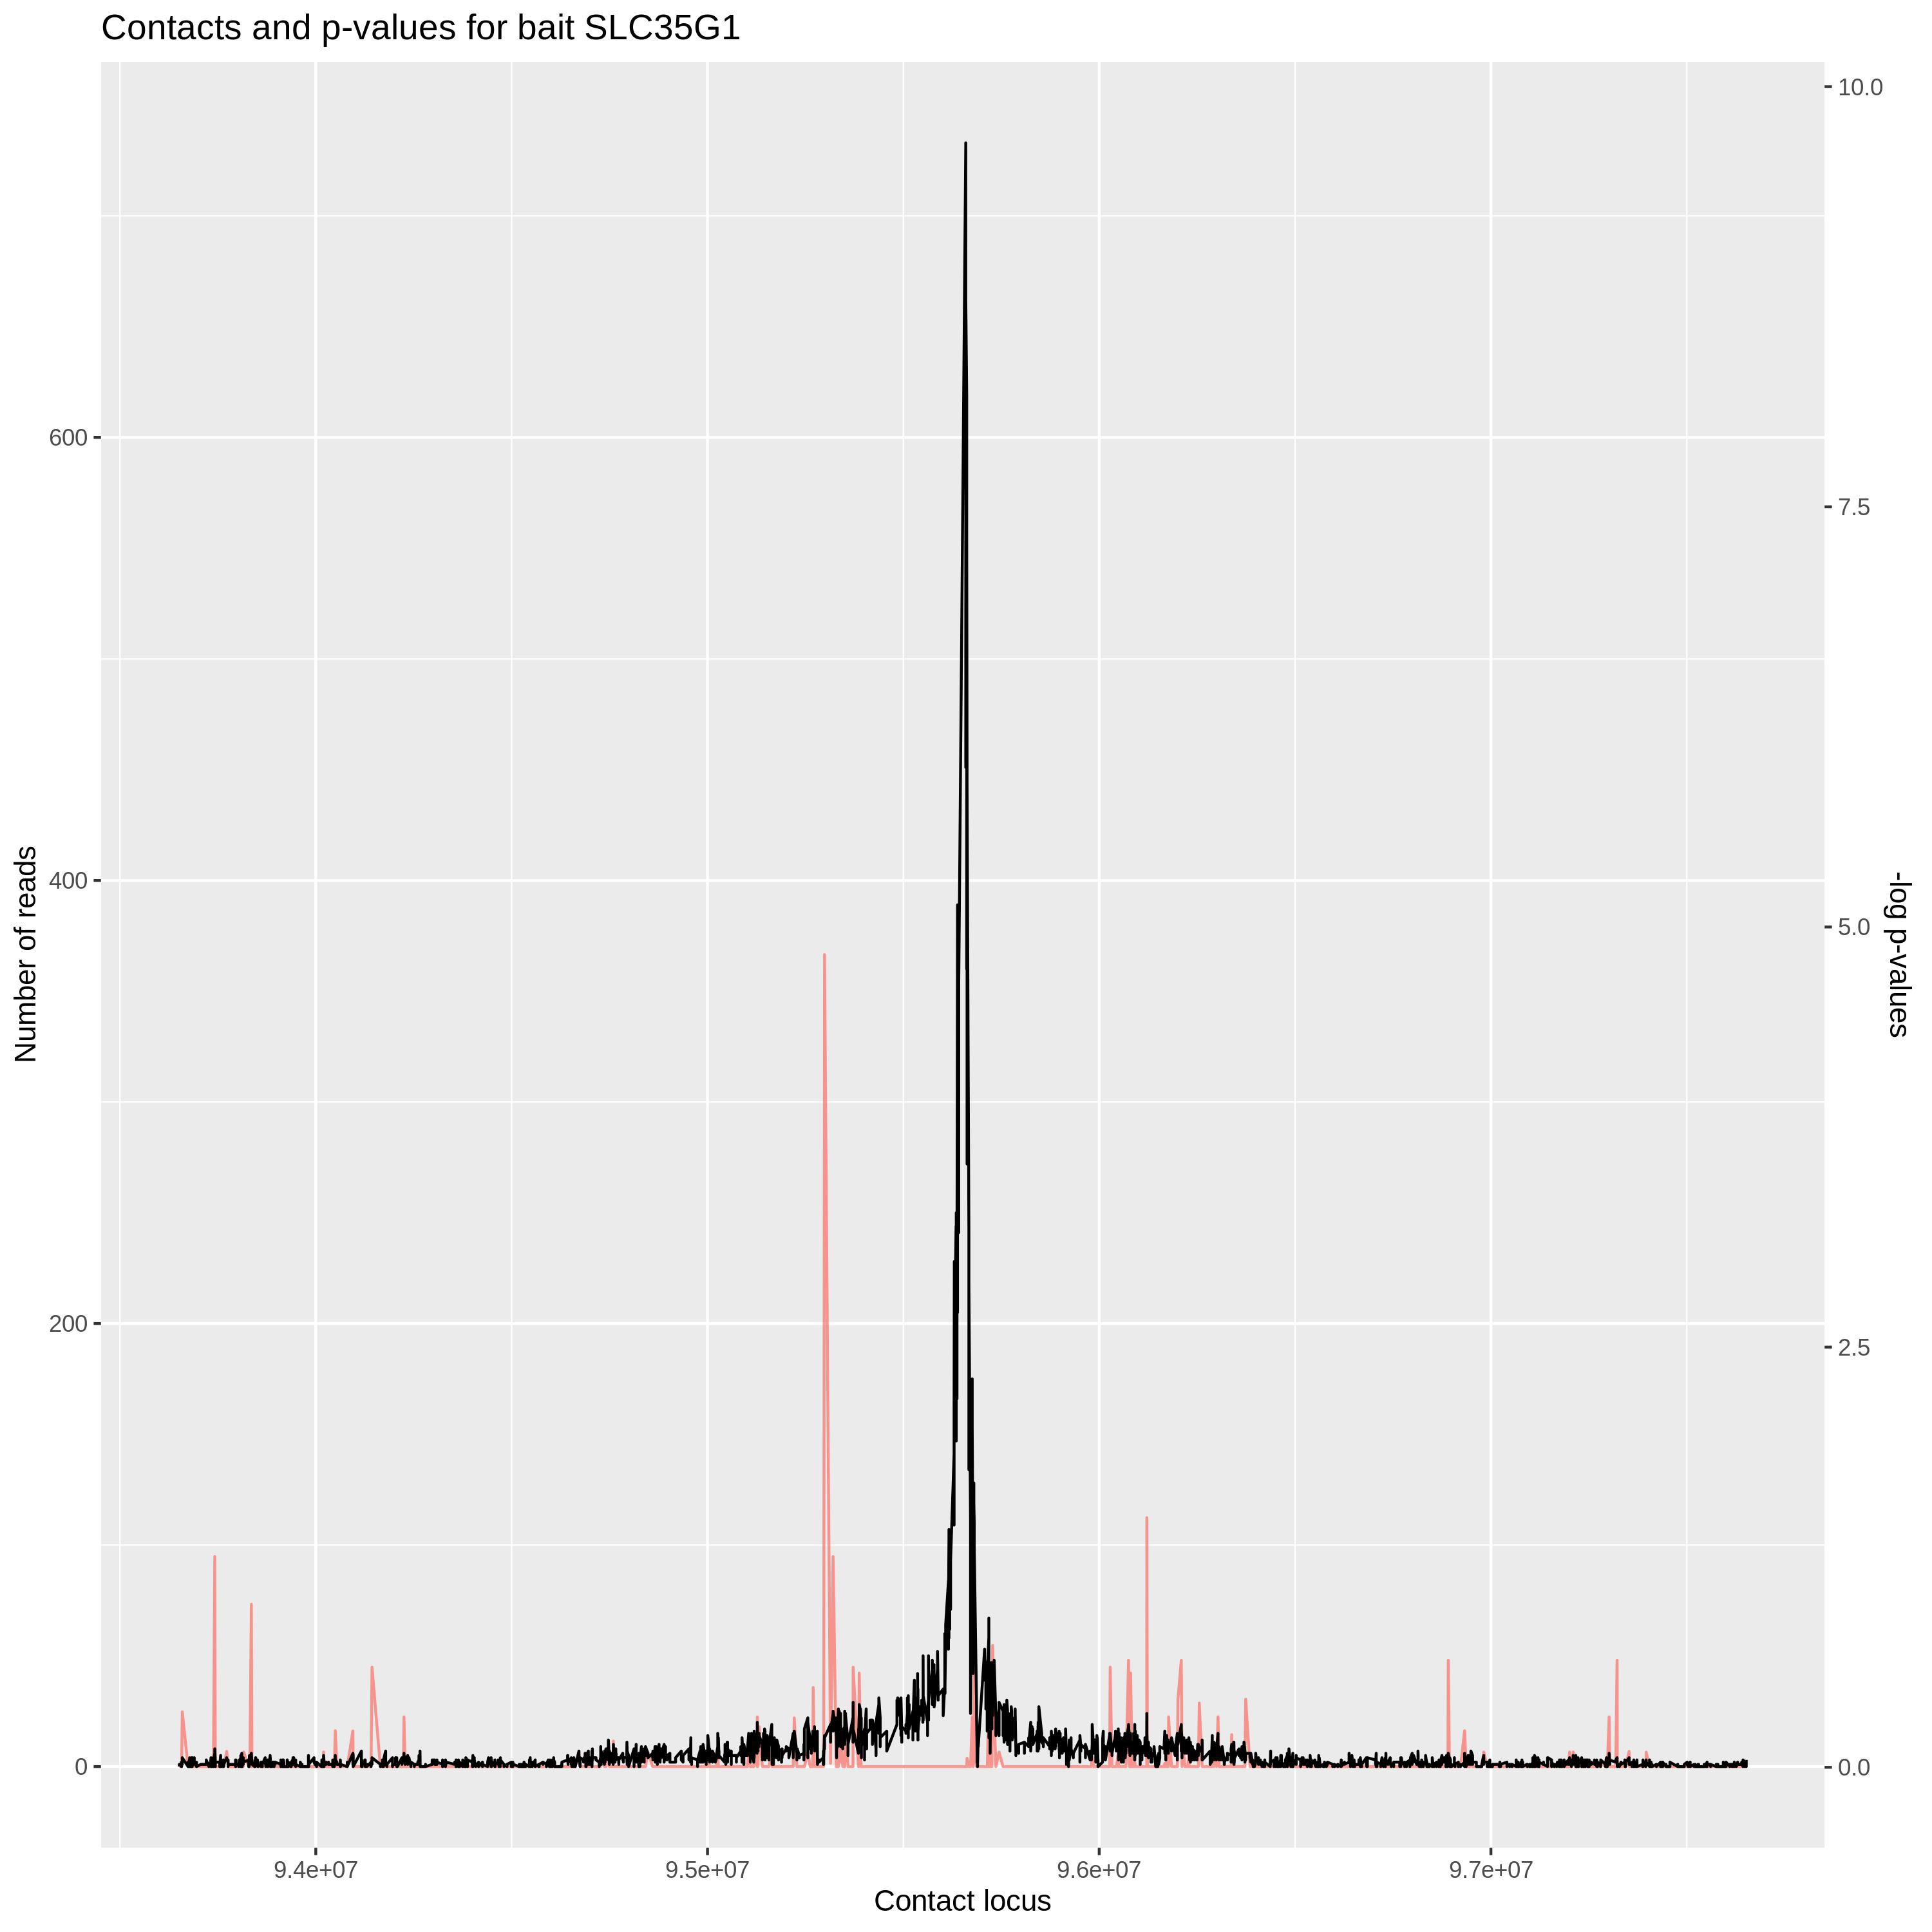 Contacts and p-values for bait SLC35G1
10.0
7.5
5.0
2.5
0.0
600
400
200
0
Number of reads
-log p-values
9.4e+07
9.5e+07
9.6e+07
9.7e+07
Contact locus